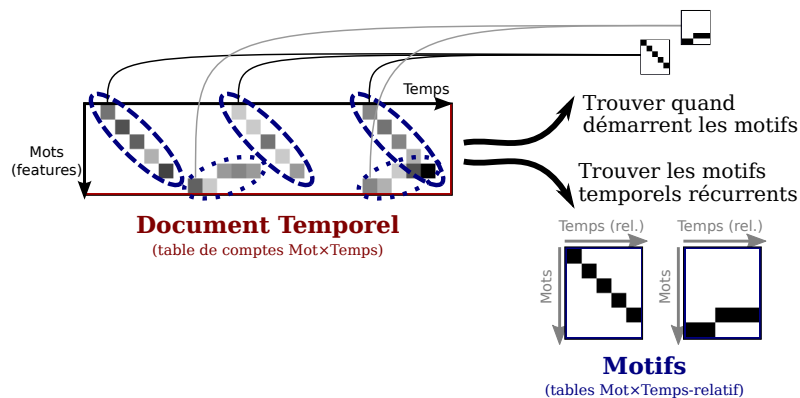 Temps
Mots
(features)
Document Temporel
(table de comptes Mot×Temps)
Trouver quand
démarrent les motifs
Trouver les motifs
temporels récurrents
Temps (rel.)
Temps (rel.)
Mots
Mots
Motifs
(tables Mot×Temps-relatif)